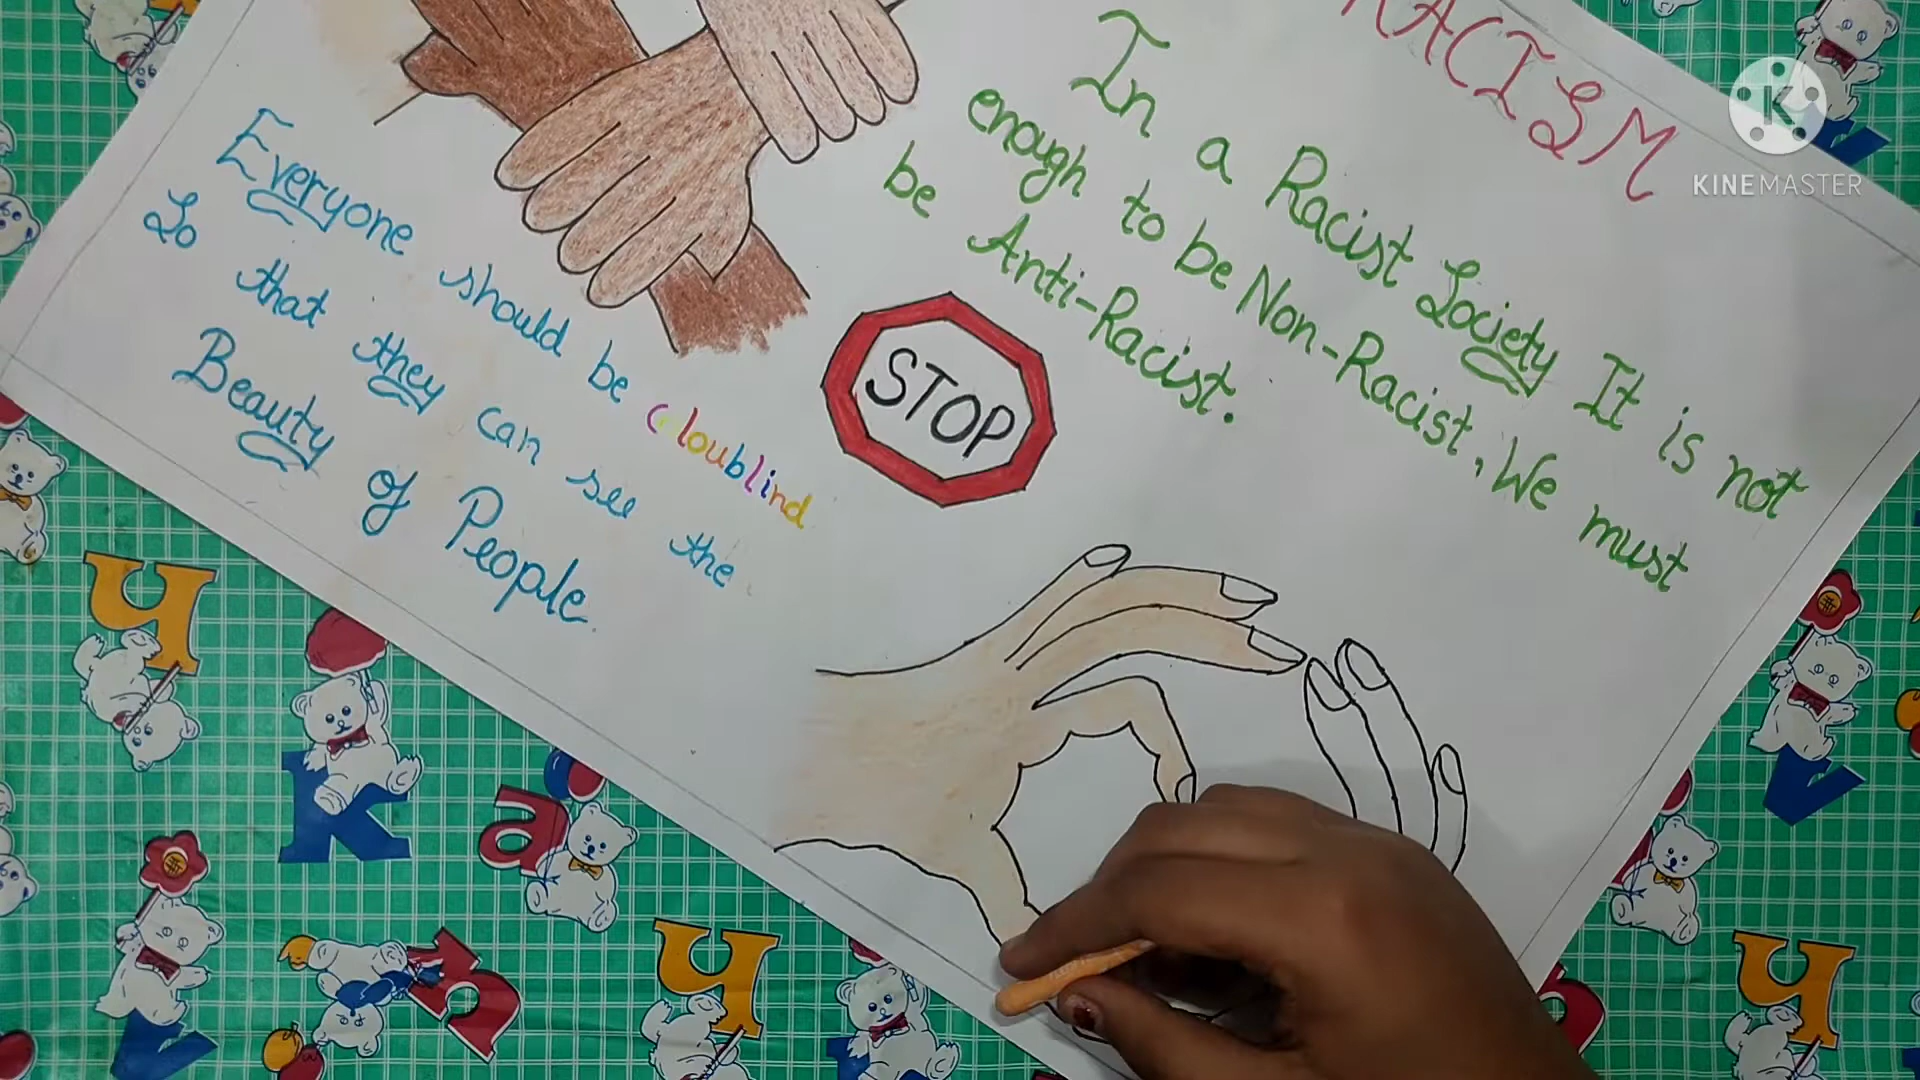 RACISM
KINEMASTER
In a Racist Society It is not
enough to be Non-Racist, We must
be Anti-Racist.
STOP
Everyone should be coloublind
So that they can see the
Beauty of People.
ч
k
a
ч
h
v
ч
v
v